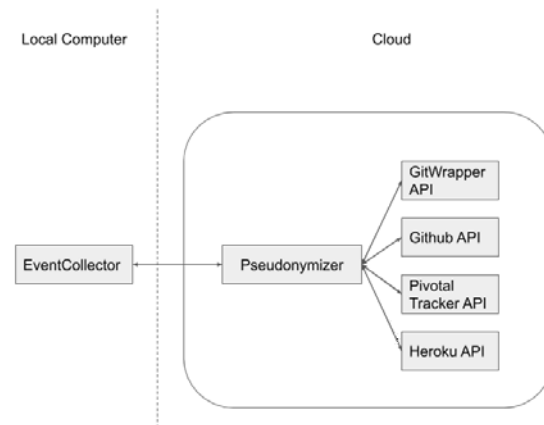 Local Computer
Cloud
GitWrapper
API
Github API
EventCollector
Pseudonymizer
Pivotal
Tracker API
Heroku API